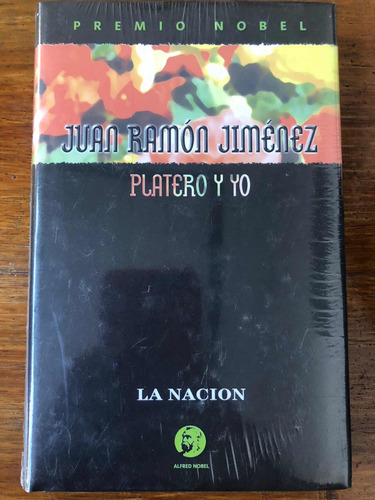 PREMIO NOBEL
JUAN RAMÓN JIMÉNEZ
PLATERO Y YO
LA NACION
ALFRED NOBEL